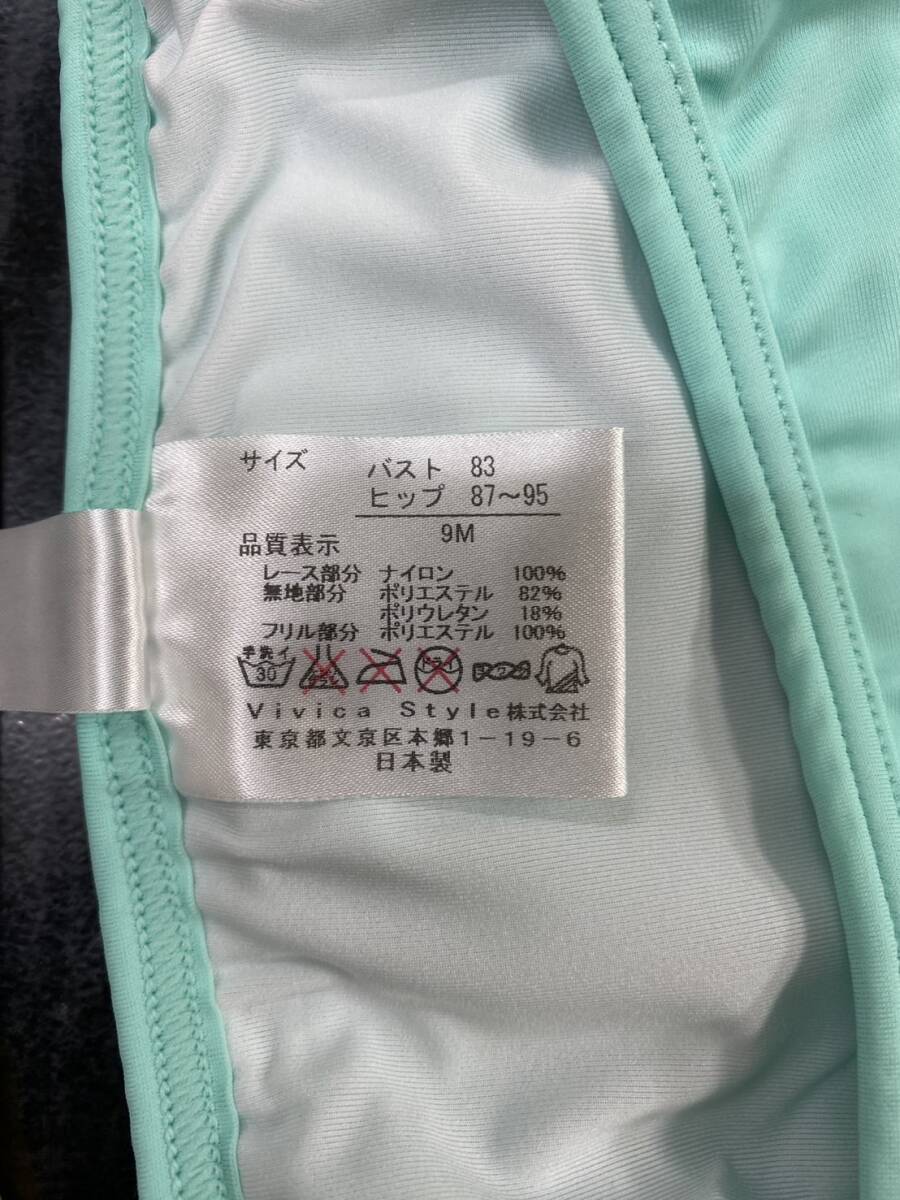 サイズ バスト 83
ヒップ 87～95
9M
品質表示
レース部分 ナイロン 100%
無地部分 ポリエステル 82%
ポリウレタン 18%
フリル部分 ポリエステル 100%
手洗イ
30 ドライ
Vivica Style株式会社
東京都文京区本郷1－19－6
日本製